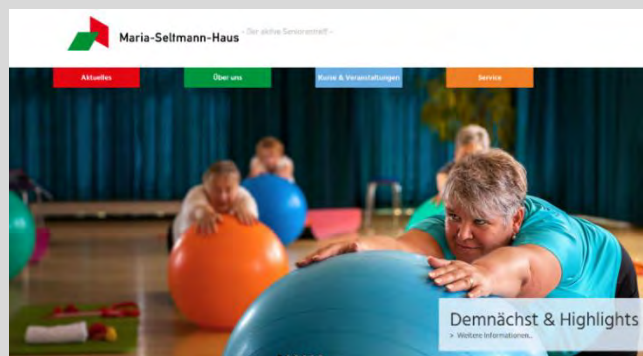 Maria-Seltmann-Haus
- Der aktive Seniorentreff -
Aktuelles
Über uns
Kurse & Veranstaltungen
Service
Demnächst & Highlights
> Weitere Informationen...